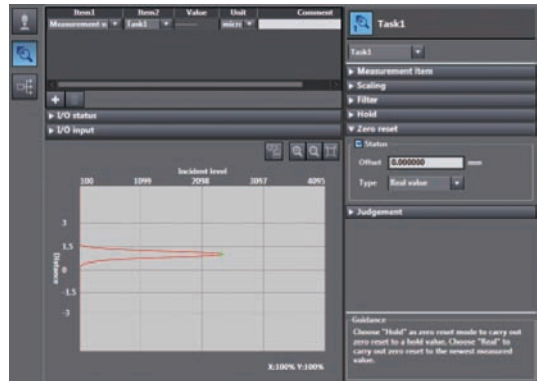 Item1 Item2 Value Unit Comment
Measurement v Task1 ------ micro
+
I/O status
I/O input
Incident level
100 1099 2098 3097 4095
Distance
3
1.5
0
-1.5
-3
X:100% Y:100%
Task1
Task1
Measurement item
Scaling
Filter
Hold
Zero reset
Status
Offset 0.000000 mm
Type Real value
Judgement
Guidance
Choose "Hold" as zero reset mode to carry out
zero reset to a hold value. Choose "Real" to
carry out zero reset to the newest measured
value.